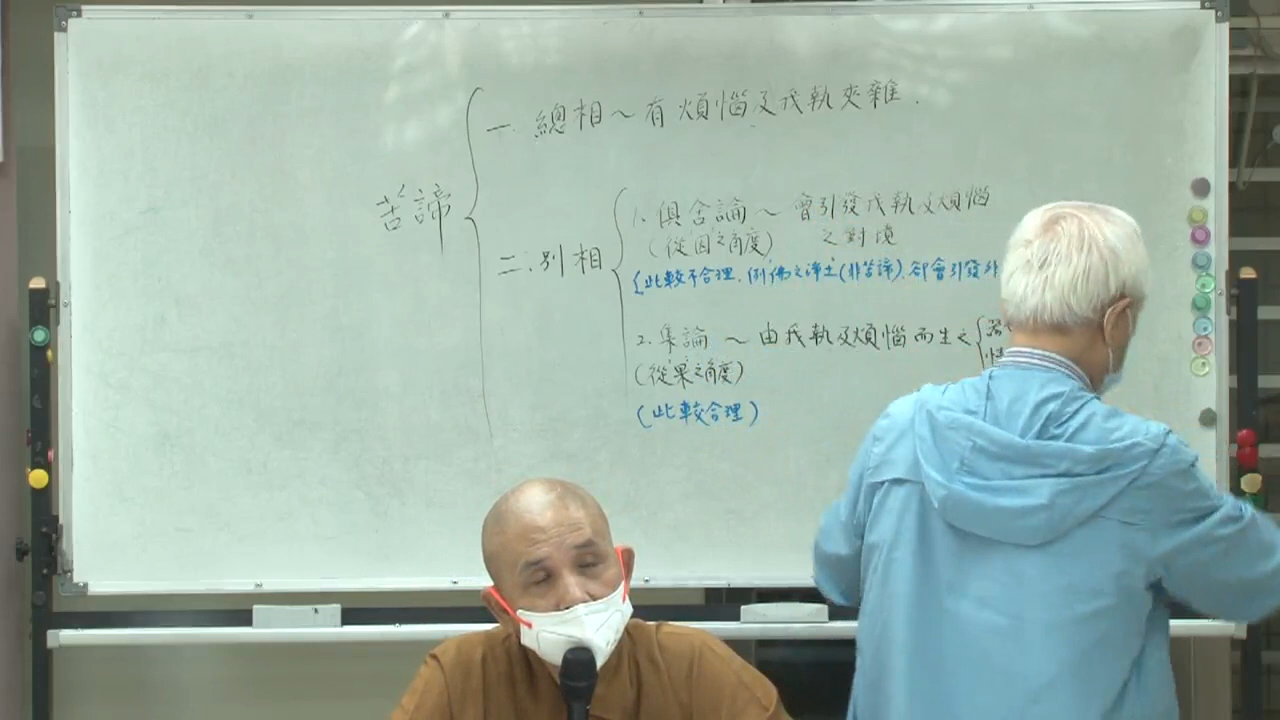 一. 總相～有煩惱及我執夾雜.
苦諦
二. 別相
1. 俱舍論～會引發我執及煩惱
(從因之角度) 之對境
(此較不合理. 例佛之淨土(非苦諦). 卻會引發外
2. 集論～由我執及煩惱而生之
(從果之角度)
(此較合理)